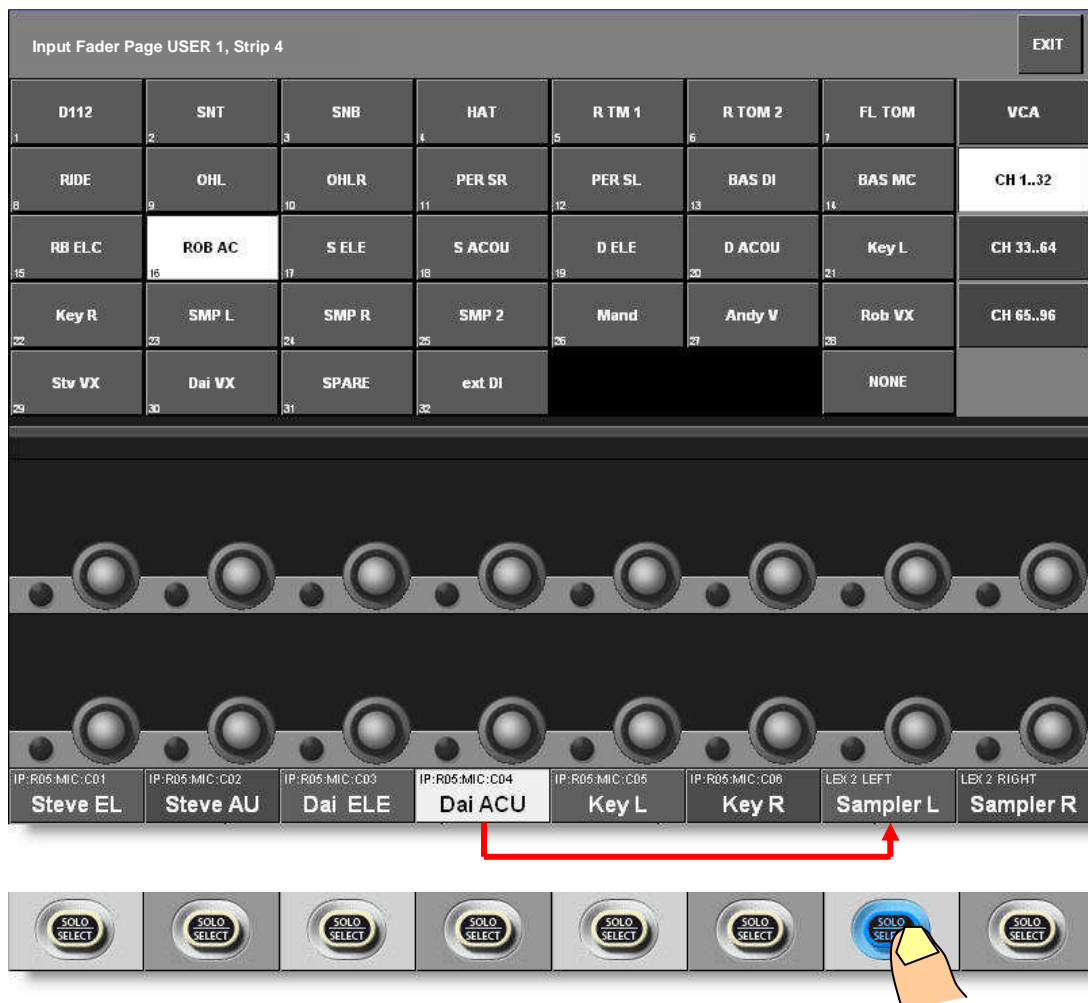 Input Fader Page USER 1, Strip 4
EXIT
D112 SNT SNB HAT R TM 1 R TOM 2 FL TOM VCA
1 2 3 4 5 6 7
RIDE OHL OHLR PER SR PER SL BAS DI BAS MC CH 1..32
8 9 10 11 12 13 14
RB ELC ROB AC S ELE S ACOU D ELE D ACOU Key L CH 33..64
15 16 17 18 19 20 21
Key R SMP L SMP R SMP 2 Mand Andy V Rob VX CH 65..96
22 23 24 25 26 27 28
Stv VX Dai VX SPARE ext DI NONE
29 30 31 32
IP:R05:MIC:C01 IP:R05:MIC:C02 IP:R05:MIC:C03 IP:R05:MIC:C04 IP:R05:MIC:C05 IP:R05:MIC:C06 LEX 2 LEFT LEX 2 RIGHT
Steve EL Steve AU Dai ELE Dai ACU Key L Key R Sampler L Sampler R
SOLO SOLO SOLO SOLO SOLO SOLO SOLO SOLO
SELECT SELECT SELECT SELECT SELECT SELECT SELECT